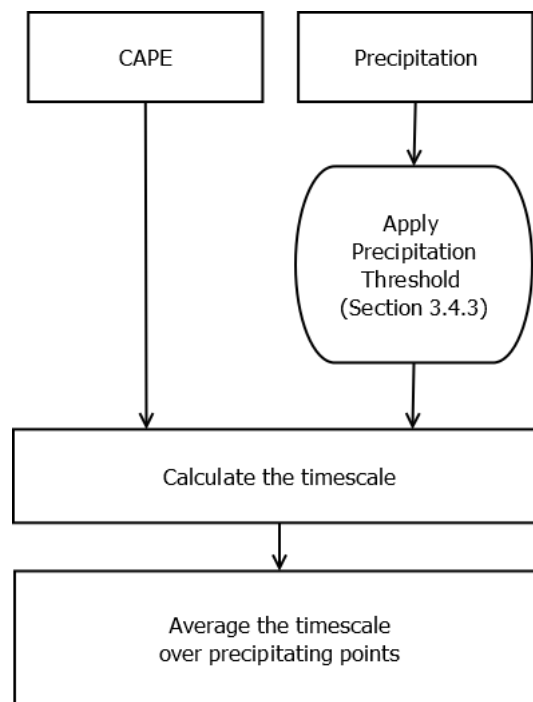 CAPE
Precipitation
Apply
Precipitation
Threshold
(Section 3.4.3)
Calculate the timescale
Average the timescale
over precipitating points